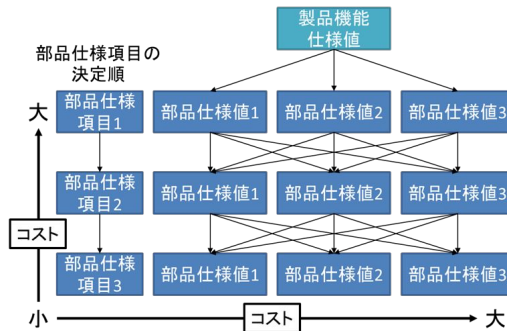 製品機能
仕様値
部品仕様項目の
決定順
大
部品仕様
項目1
部品仕様値1
部品仕様値2
部品仕様値3
部品仕様
項目2
部品仕様値1
部品仕様値2
部品仕様値3
コスト
部品仕様
項目3
部品仕様値1
部品仕様値2
部品仕様値3
小
コスト
大